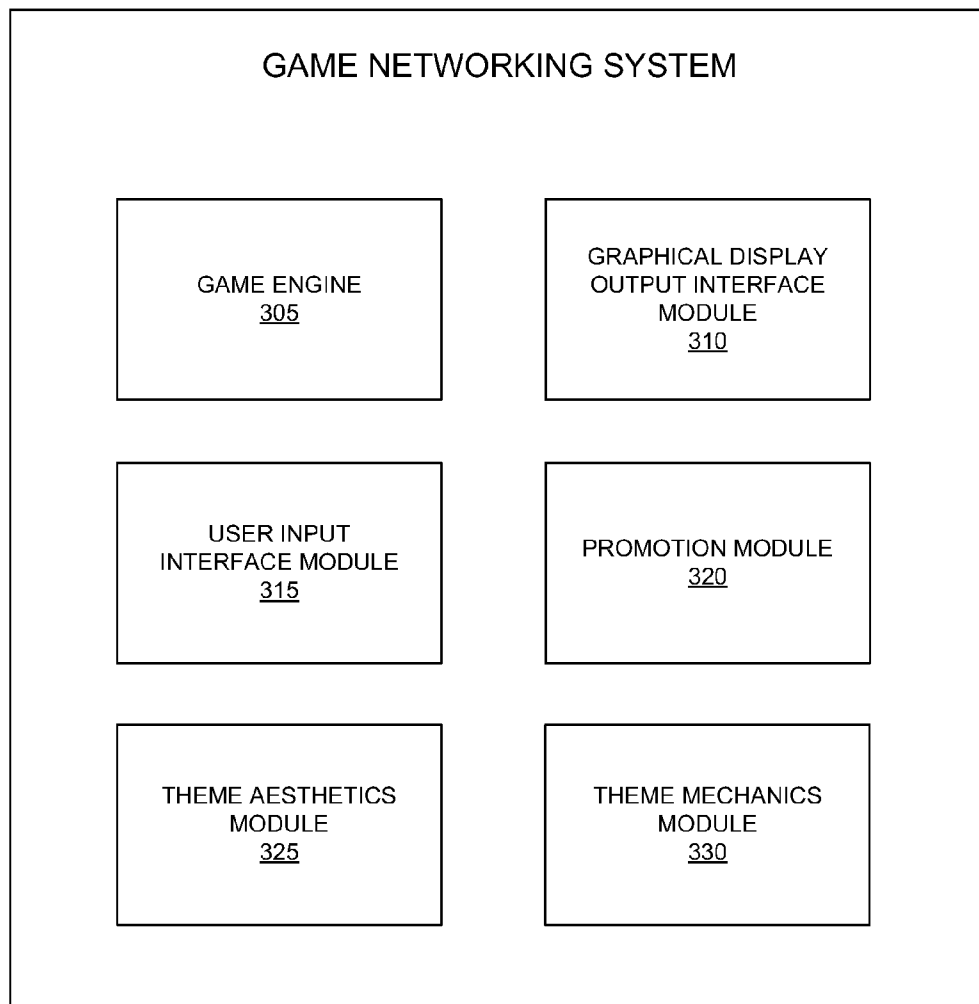 GAME NETWORKING SYSTEM
GAME ENGINE
305
GRAPHICAL DISPLAY
OUTPUT INTERFACE
MODULE
310
USER INPUT
INTERFACE MODULE
315
PROMOTION MODULE
320
THEME AESTHETICS
MODULE
325
THEME MECHANICS
MODULE
330